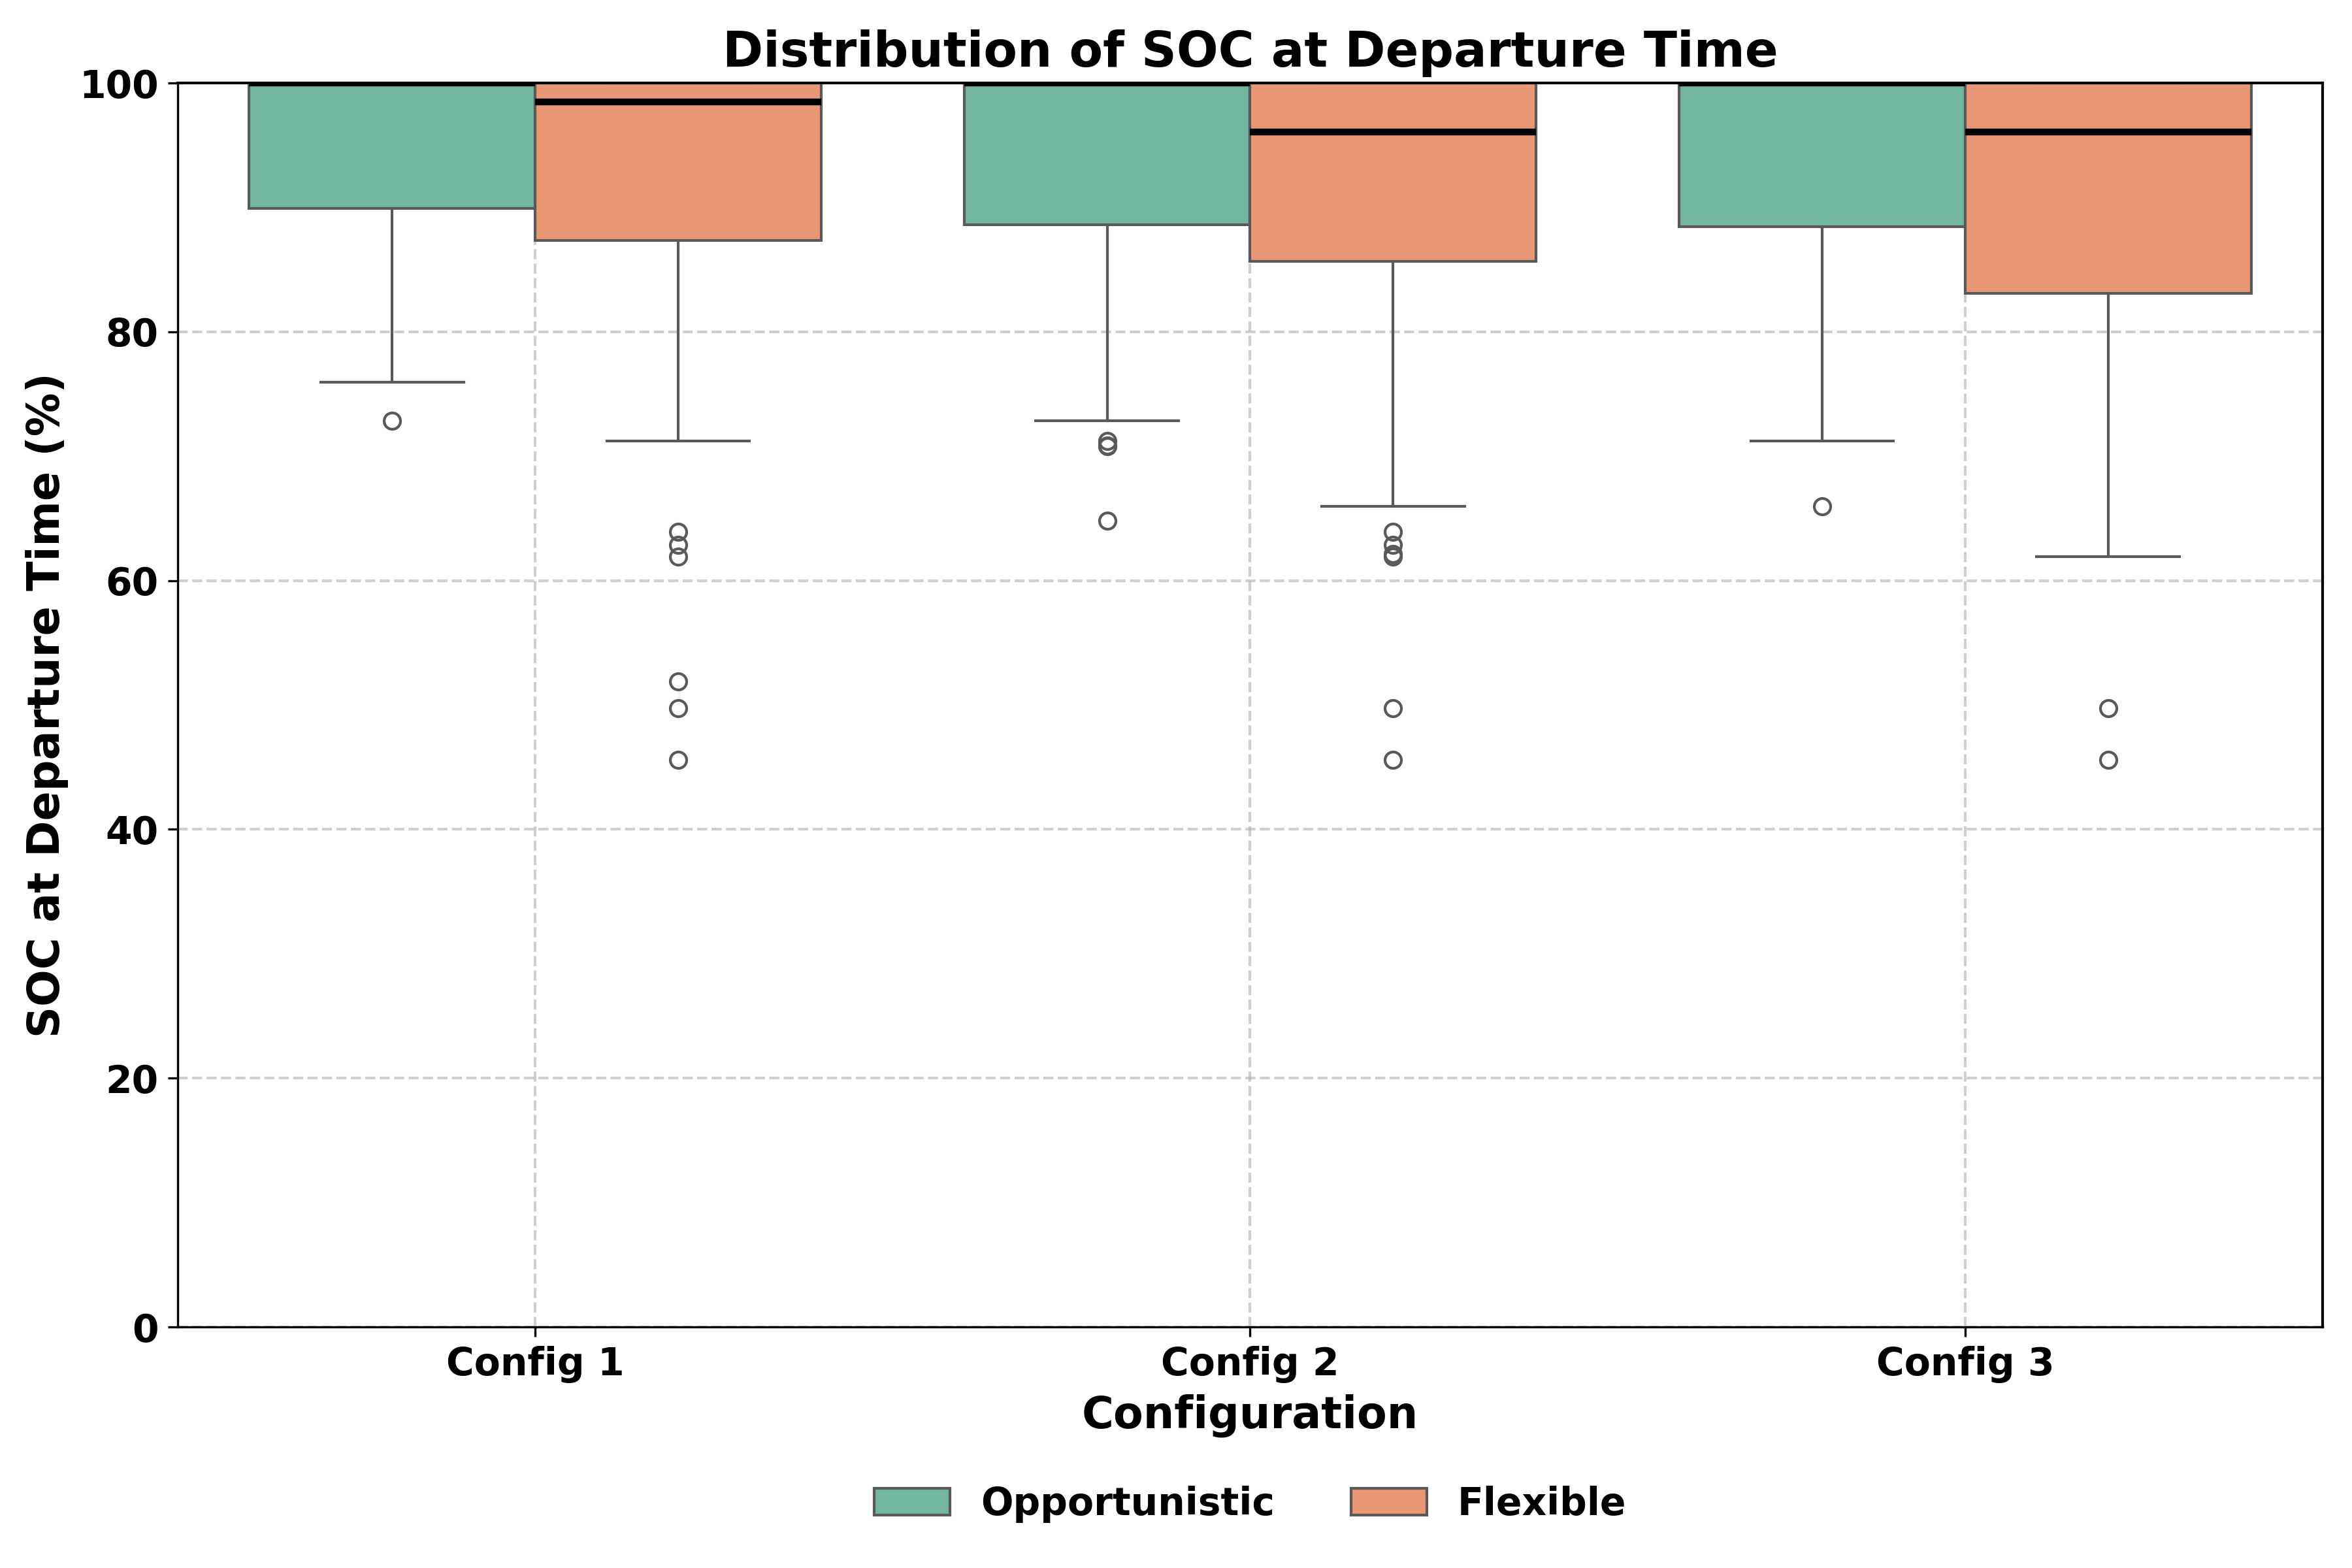 Distribution of SOC at Departure Time
SOC at Departure Time (%)
100
80
60
40
20
0
Config 1 Config 2 Config 3
Configuration
Opportunistic Flexible